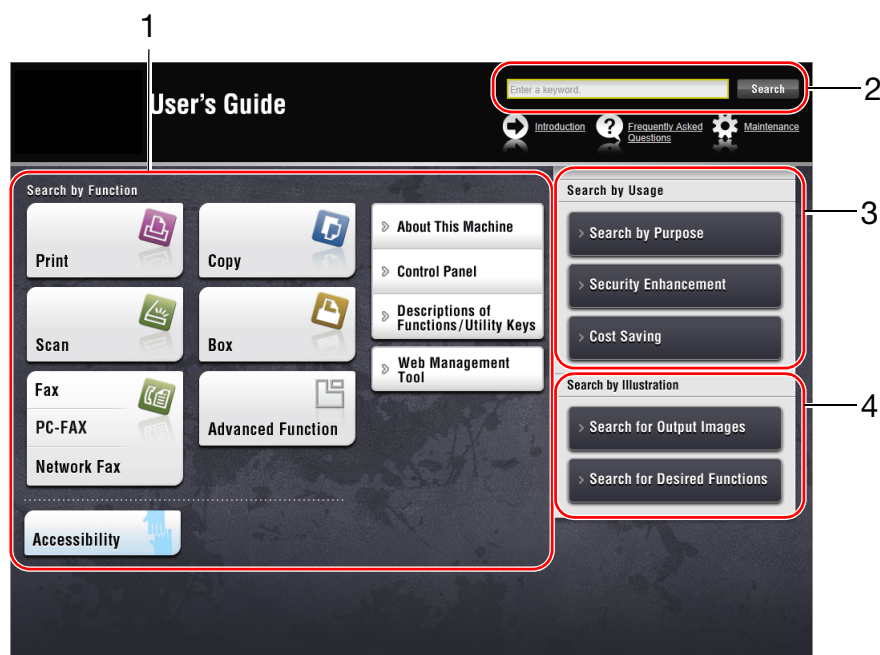 1
User's Guide
Enter a keyword.
Search
2
Introduction
Frequently Asked
Questions
Maintenance
Search by Function
Print
Copy
Scan
Box
Fax
PC-FAX
Network Fax
Advanced Function
Accessibility
About This Machine
Control Panel
Descriptions of
Functions/Utility Keys
Web Management
Tool
Search by Usage
Search by Purpose
Security Enhancement
Cost Saving
3
Search by Illustration
Search for Output Images
Search for Desired Functions
4